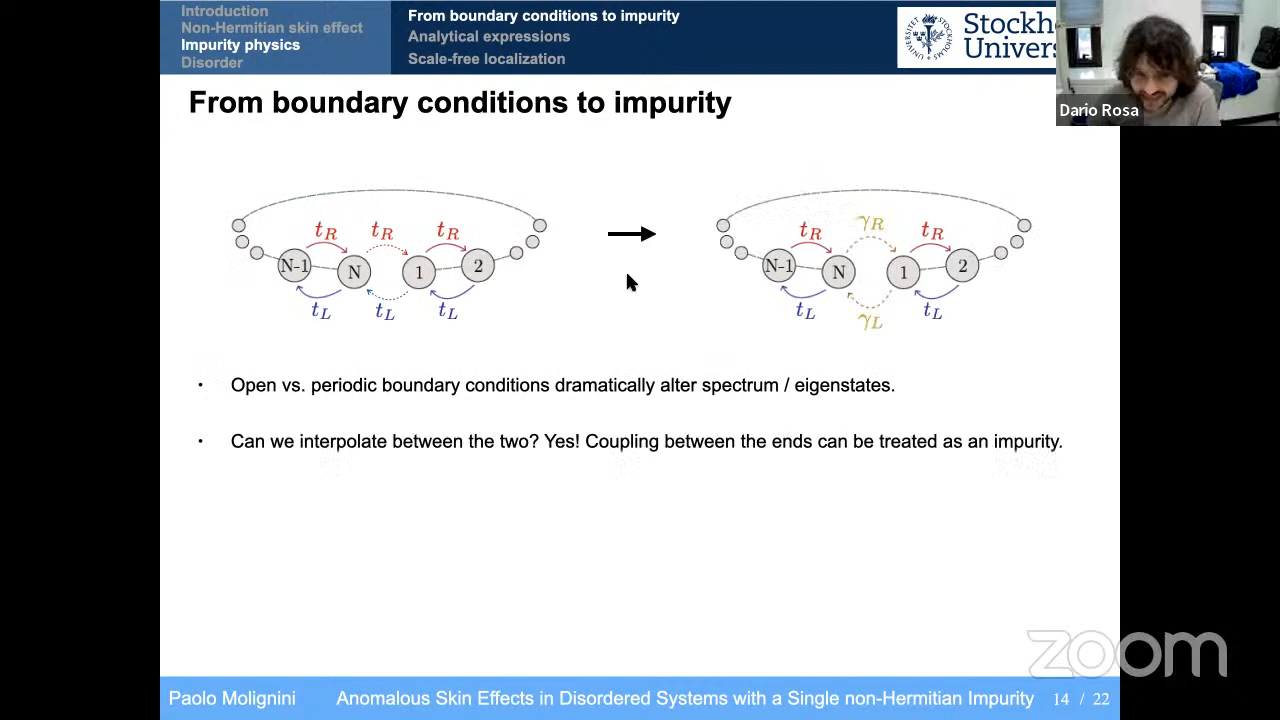 Introduction
Non-Hermitian skin effect
Impurity physics
Disorder
From boundary conditions to impurity
Analytical expressions
Scale-free localization
Stockho
Univers
Dario Rosa
From boundary conditions to impurity
t_R t_R t_R
N-1 N 1 2
t_L t_L t_L
t_R γ_R t_R
N-1 N 1 2
t_L γ_L t_L
· Open vs. periodic boundary conditions dramatically alter spectrum / eigenstates.
· Can we interpolate between the two? Yes! Coupling between the ends can be treated as an impurity.
zoom
Paolo Molignini Anomalous Skin Effects in Disordered Systems with a Single non-Hermitian Impurity 14 / 22